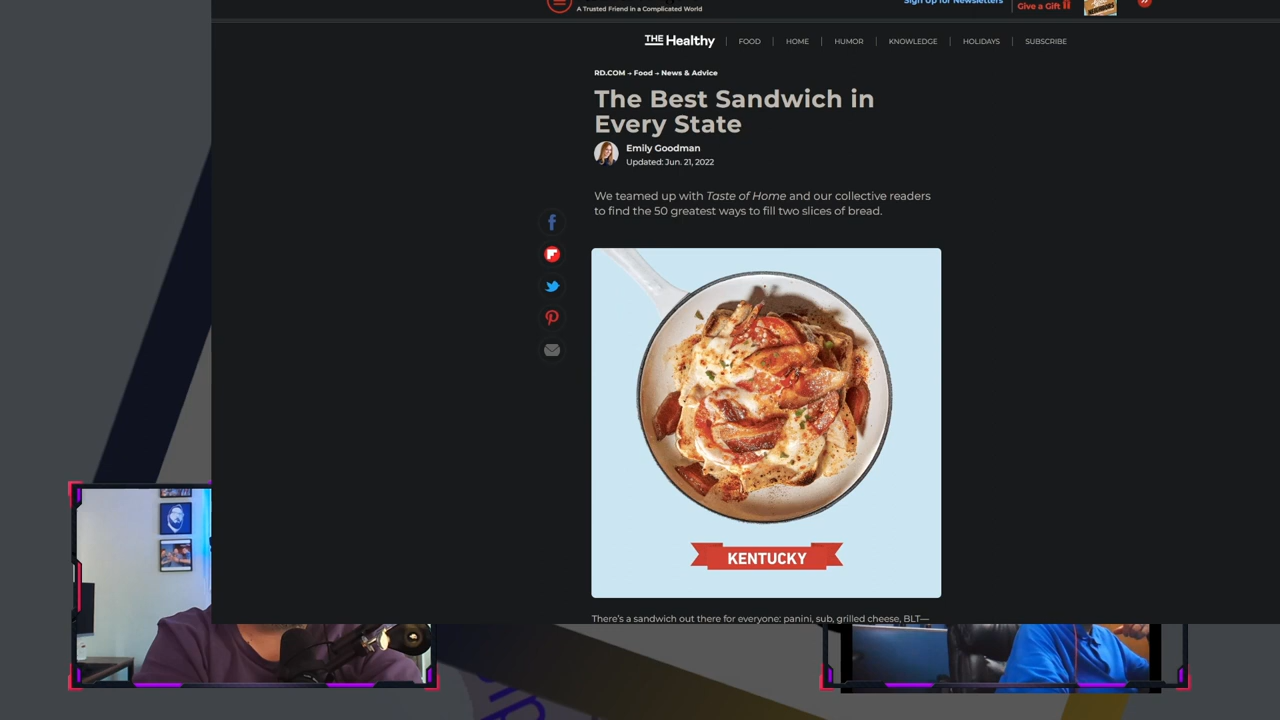 A Trusted Friend in a Complicated World
Sign Up for Newsletters
Give a Gift
THE Healthy
FOOD
HOME
HUMOR
KNOWLEDGE
HOLIDAYS
SUBSCRIBE
RD.COM → Food → News & Advice
The Best Sandwich in
Every State
Emily Goodman
Updated: Jun. 21, 2022
We teamed up with Taste of Home and our collective readers
to find the 50 greatest ways to fill two slices of bread.
KENTUCKY
There's a sandwich out there for everyone: panini, sub, grilled cheese, BLT—